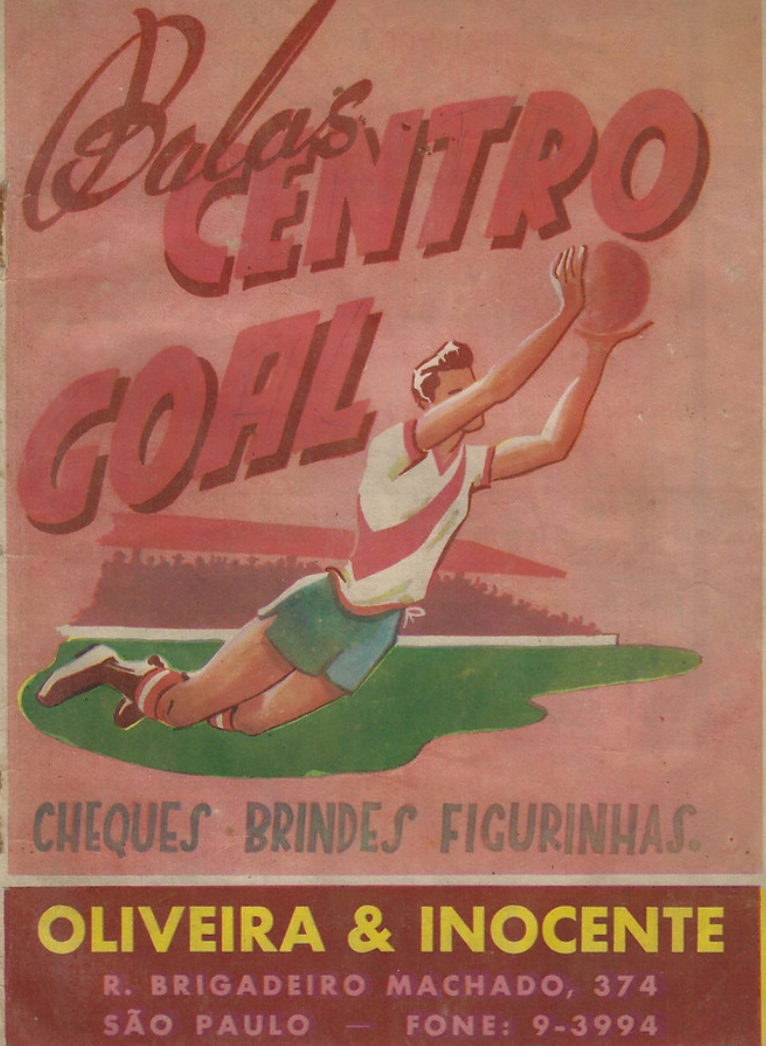 Balas
CENTRO
GOAL
CHEQUES BRINDES FIGURINHAS.
OLIVEIRA & INOCENTE
R. BRIGADEIRO MACHADO, 374
SÃO PAULO — FONE: 9-3994